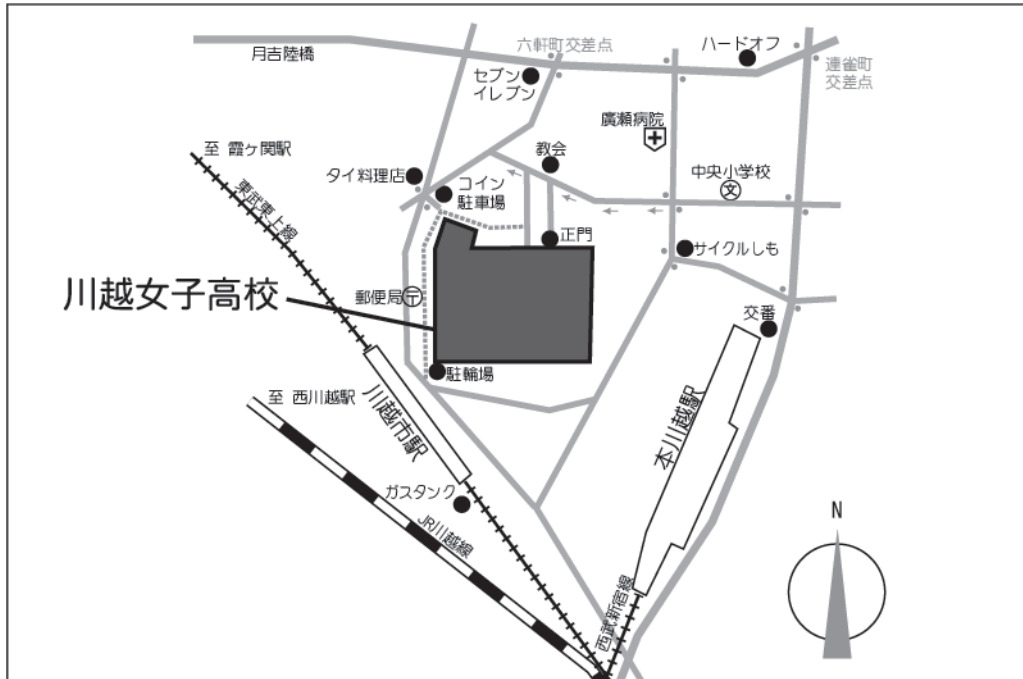 月吉陸橋
六軒町交差点
ハードオフ
連雀町
交差点
セブン
イレブン
廣瀬病院
至 霞ヶ関駅
タイ料理店
教会
コイン
駐車場
中央小学校
文
東武東上線
正門
サイクルしも
川越女子高校
郵便局
〒
交番
駐輪場
至 西川越駅
川越市駅
本川越駅
ガスタンク
JR川越線
N
西武新宿線